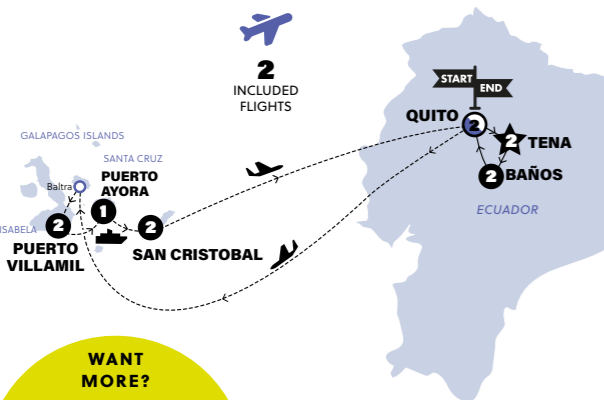 2
INCLUDED
FLIGHTS
START
END
QUITO
2
2
TENA
2
BAÑOS
ECUADOR
GALAPAGOS ISLANDS
SANTA CRUZ
PUERTO
AYORA
Baltra
1
2
2
ISABELA
PUERTO
VILLAMIL
SAN CRISTOBAL
WANT
MORE?